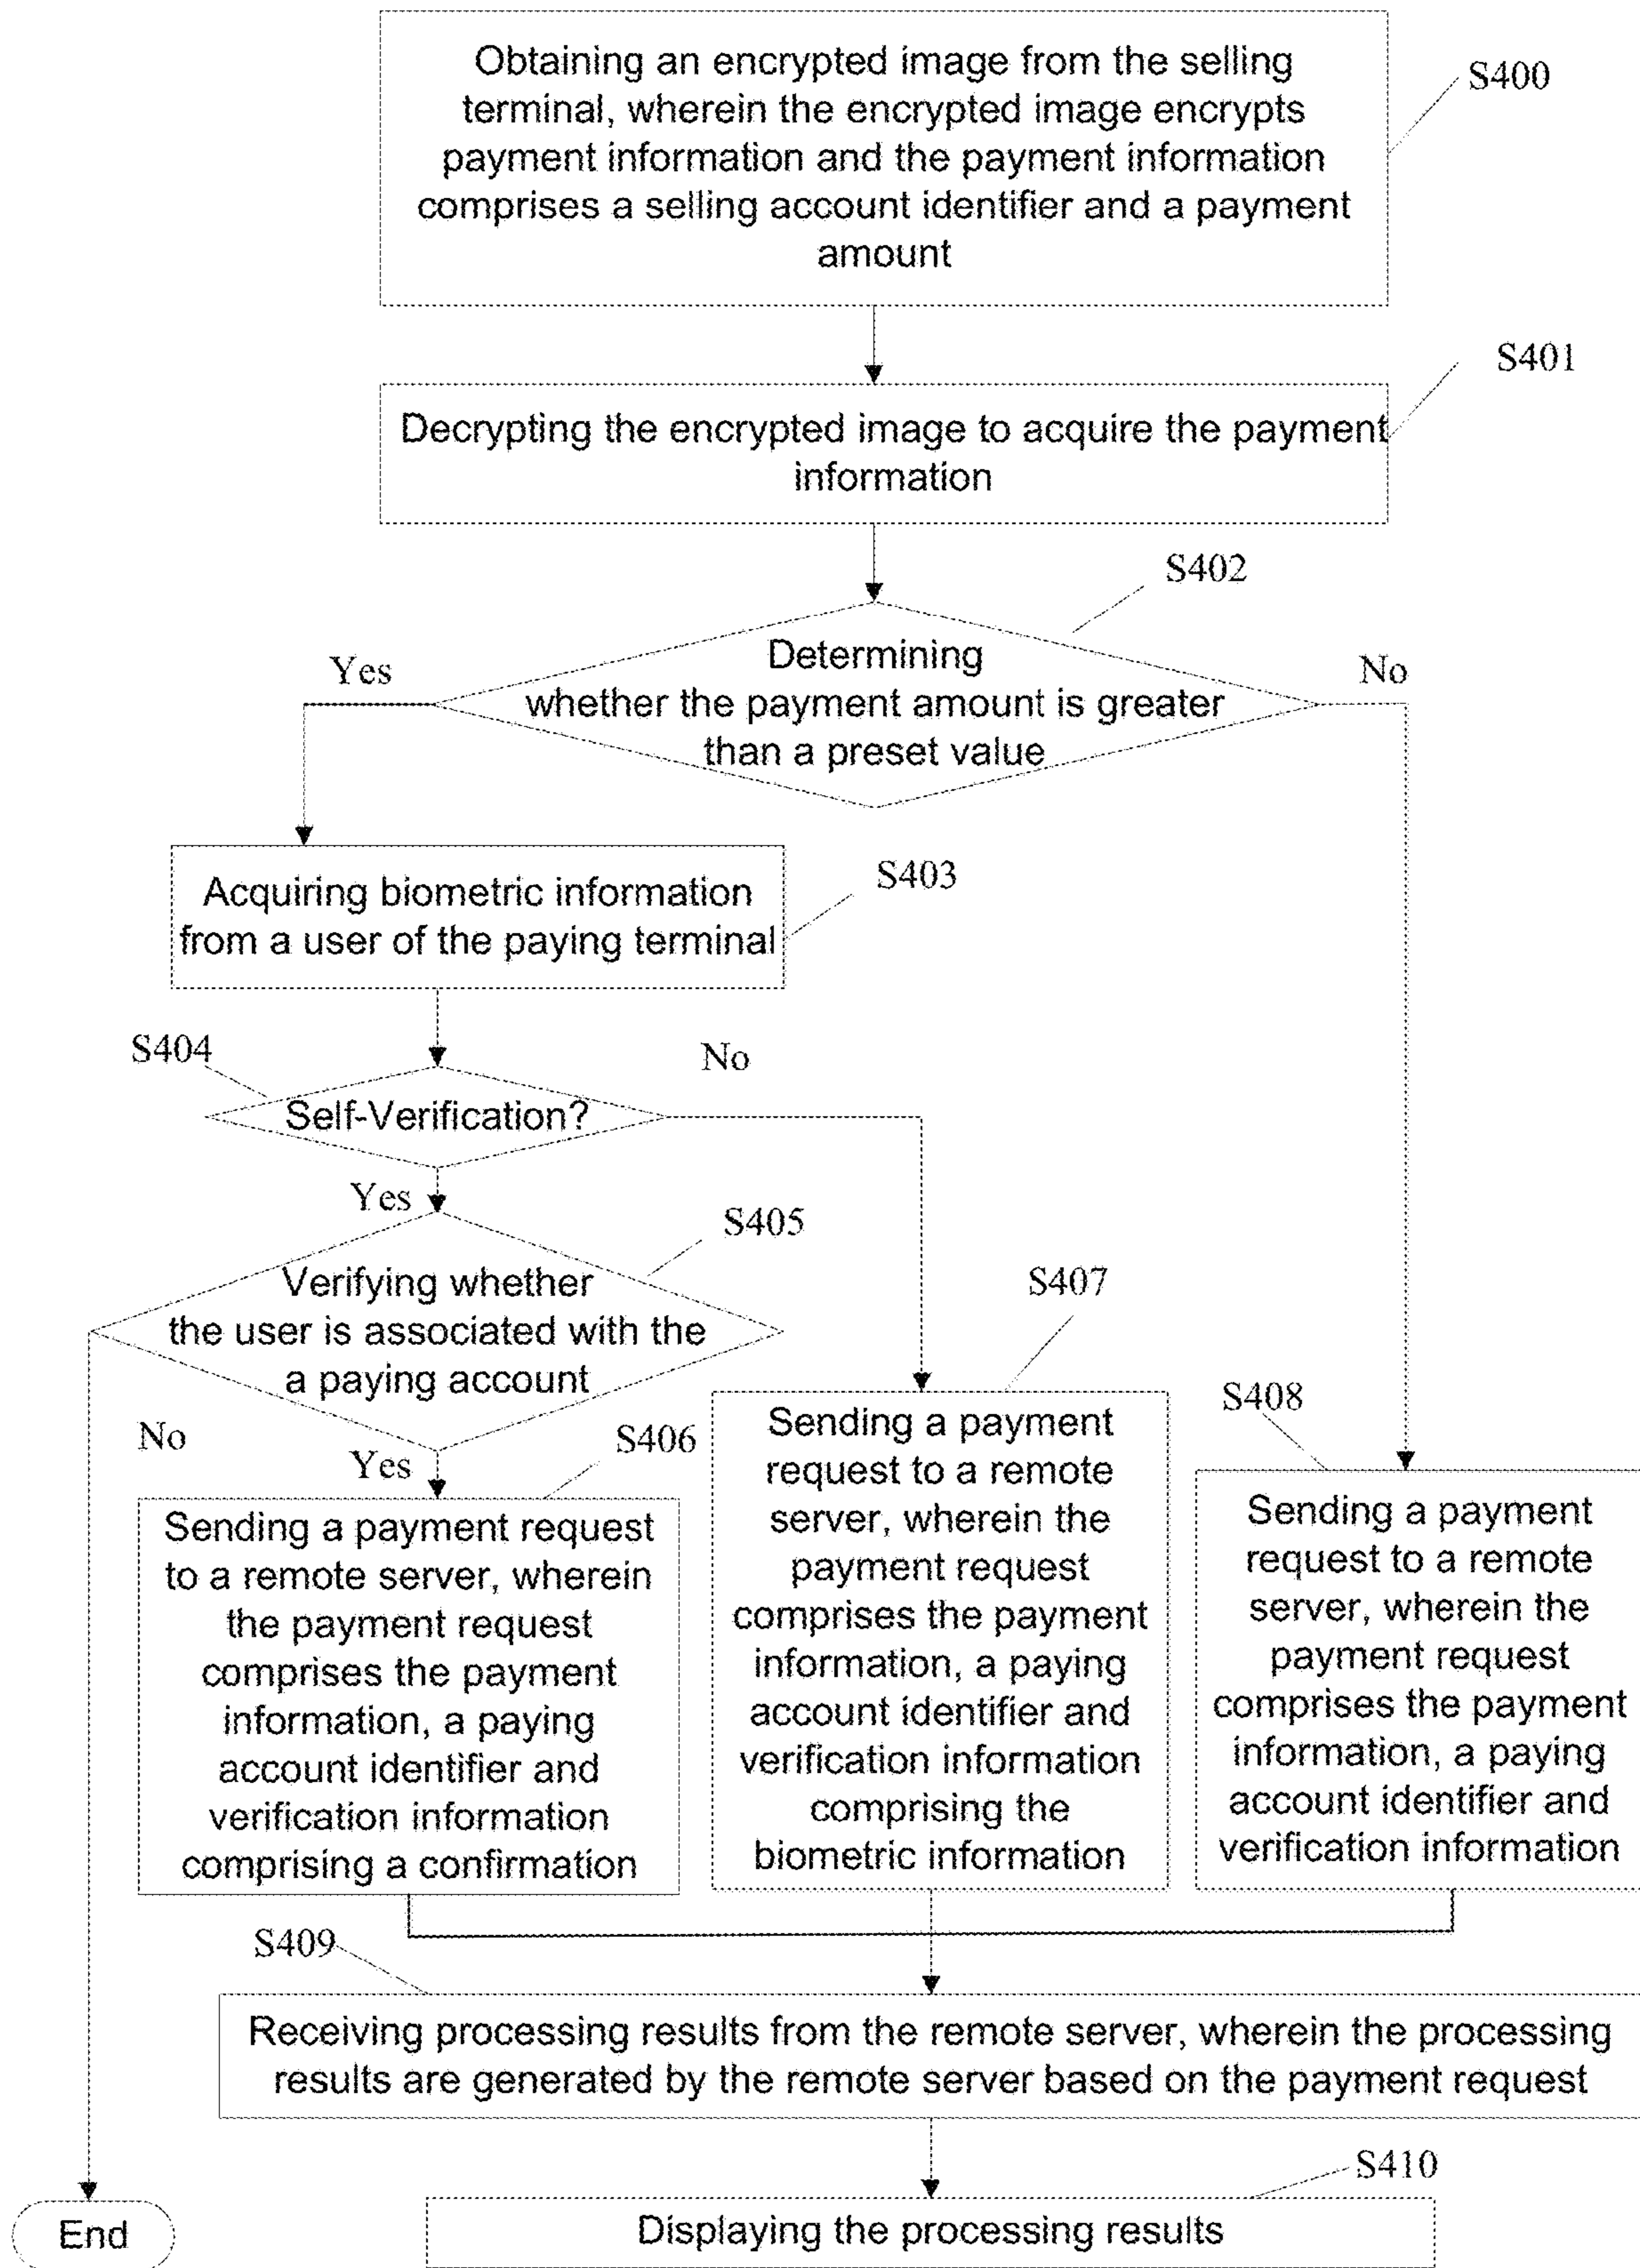 Obtaining an encrypted image from the selling
terminal, wherein the encrypted image encrypts
payment information and the payment information
comprises a selling account identifier and a payment
amount
S400
S401
Decrypting the encrypted image to acquire the payment
information
S402
Yes
No
Determining
whether the payment amount is greater
than a preset value
S403
Acquiring biometric information
from a user of the paying terminal
S404
No
Self-Verification?
Yes
S405
Verifying whether
the user is associated with the
a paying account
No
Yes
S406
Sending a payment request
to a remote server, wherein
the payment request
comprises the payment
information, a paying
account identifier and
verification information
comprising a confirmation
S407
Sending a payment
request to a remote
server, wherein the
payment request
comprises the payment
information, a paying
account identifier and
verification information
comprising the
biometric information
S408
Sending a payment
request to a remote
server, wherein the
payment request
comprises the payment
information, a paying
account identifier and
verification information
S409
Receiving processing results from the remote server, wherein the processing
results are generated by the remote server based on the payment request
S410
End
Displaying the processing results